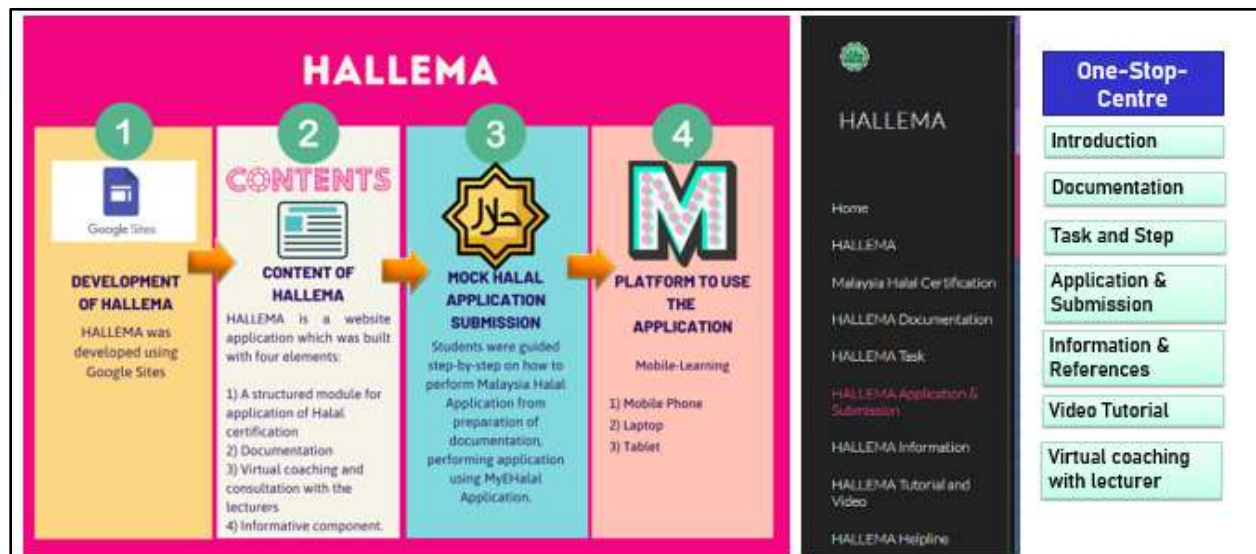 HALLEMA
1
Google Sites
DEVELOPMENT
OF HALLEMA
HALLEMA was
developed using
Google Sites
2
CONTENTS
CONTENT OF
HALLEMA
HALLEMA is a website
application which was built
with four elements:
1) A structured module for
application of Halal
certification
2) Documentation
3) Virtual coaching and
consultation with the
lecturers
4) Informative component.
3
حلال
MOCK HALAL
APPLICATION
SUBMISSION
Students were guided
step-by-step on how to
perform Malaysia Halal
Application from
preparation of
documentation,
performing application
using MyEHalal
Application.
4
M
PLATFORM TO USE
THE
APPLICATION
Mobile-Learning
1) Mobile Phone
2) Laptop
3) Tablet
HALLEMA
Home
HALLEMA
Malaysia Halal Certification
HALLEMA Documentation
HALLEMA Task
HALLEMA Application &
Submission
HALLEMA Information
HALLEMA Tutorial and
Video
HALLEMA Helpline
One-Stop-
Centre
Introduction
Documentation
Task and Step
Application &
Submission
Information &
References
Video Tutorial
Virtual coaching
with lecturer